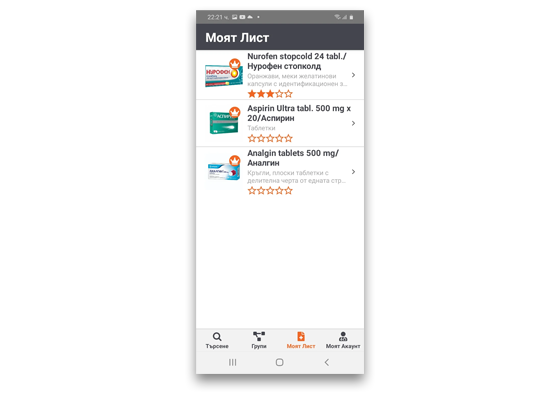 22:21 ч.
Моят Лист
Nurofen stopcold 24 tabl./
Нурофен стопколд
Оранжави, меки желатинови
капсули с идентификационен з...
Aspirin Ultra tabl. 500 mg x
20/Аспирин
Таблетки
Analgin tablets 500 mg/
Аналгин
Кръгли, плоски таблетки с
делителна черта от едната стр...
Търсене
Групи
Моят Лист
Моят Акаунт